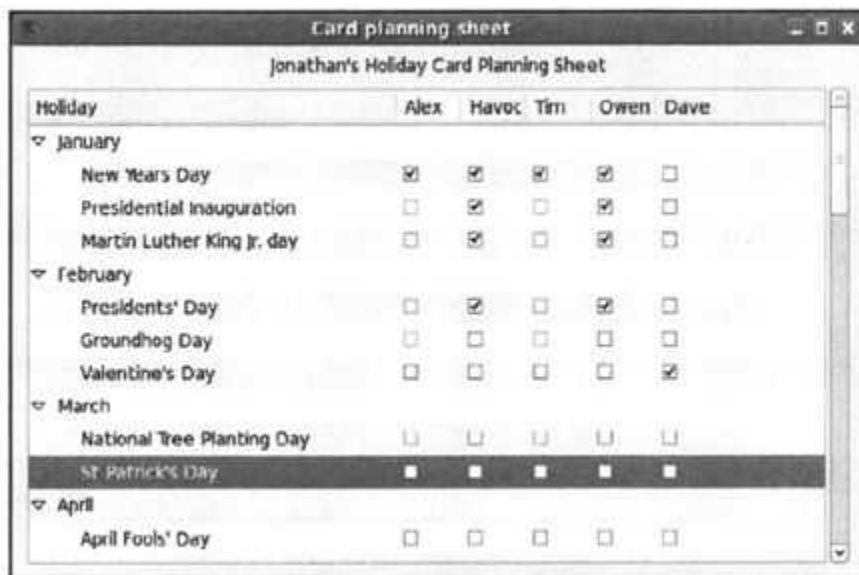 Card planning sheet
Jonathan's Holiday Card Planning Sheet
Holiday Alex Havoc Tim Owen Dave
January
New Years Day
Presidential Inauguration
Martin Luther King Jr. day
February
Presidents' Day
Groundhog Day
Valentine's Day
March
National Tree Planting Day
St Patrick's Day
April
April Fools' Day